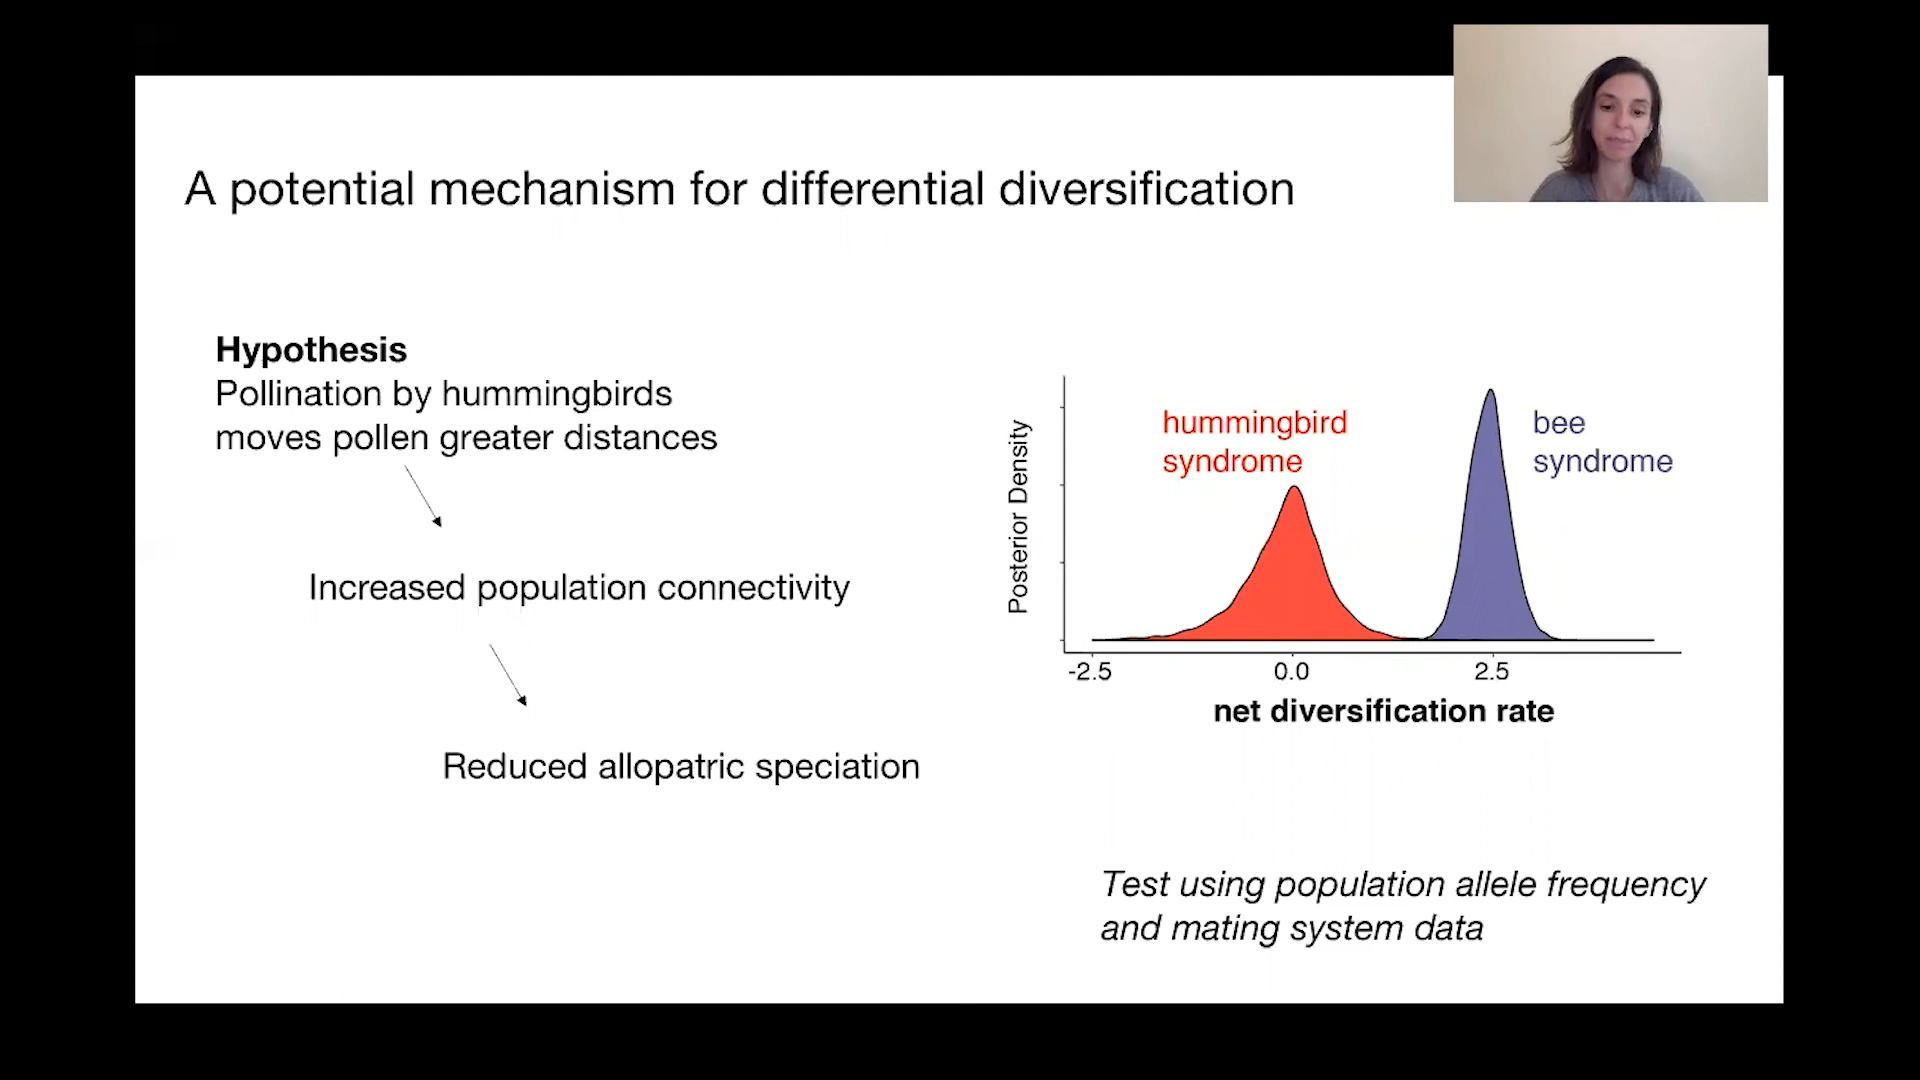 A potential mechanism for differential diversification
Hypothesis
Pollination by hummingbirds
moves pollen greater distances
Increased population connectivity
Reduced allopatric speciation
Posterior Density
hummingbird
syndrome
bee
syndrome
-2.5 0.0 2.5
net diversification rate
Test using population allele frequency
and mating system data